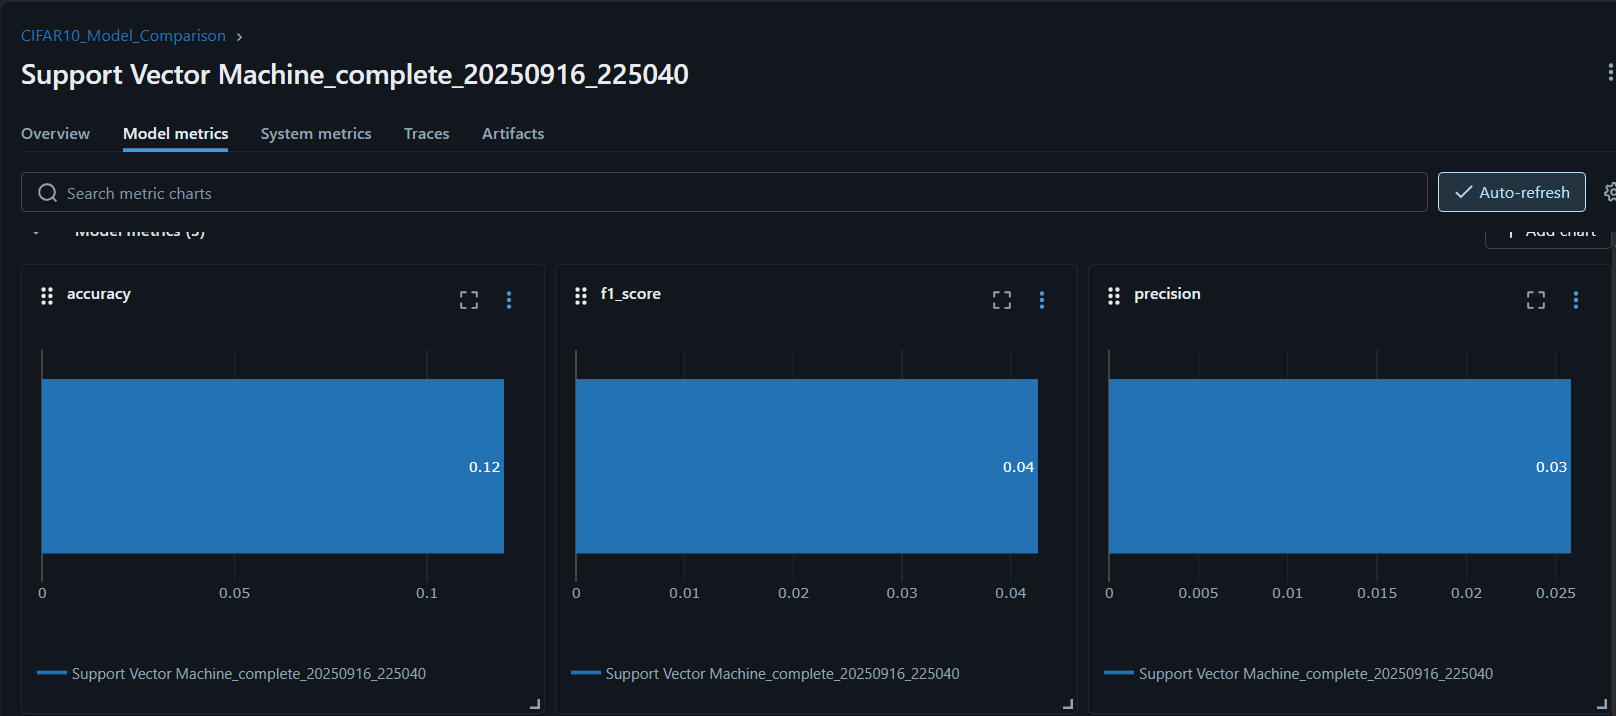 CIFAR10_Model_Comparison
Support Vector Machine_complete_20250916_225040
Overview Model metrics System metrics Traces Artifacts
Search metric charts
Auto-refresh
Model metrics (5)
Add chart
accuracy
0.12
0 0.05 0.1
Support Vector Machine_complete_20250916_225040
f1_score
0.04
0 0.01 0.02 0.03 0.04
Support Vector Machine_complete_20250916_225040
precision
0.03
0 0.005 0.01 0.015 0.02 0.025
Support Vector Machine_complete_20250916_225040